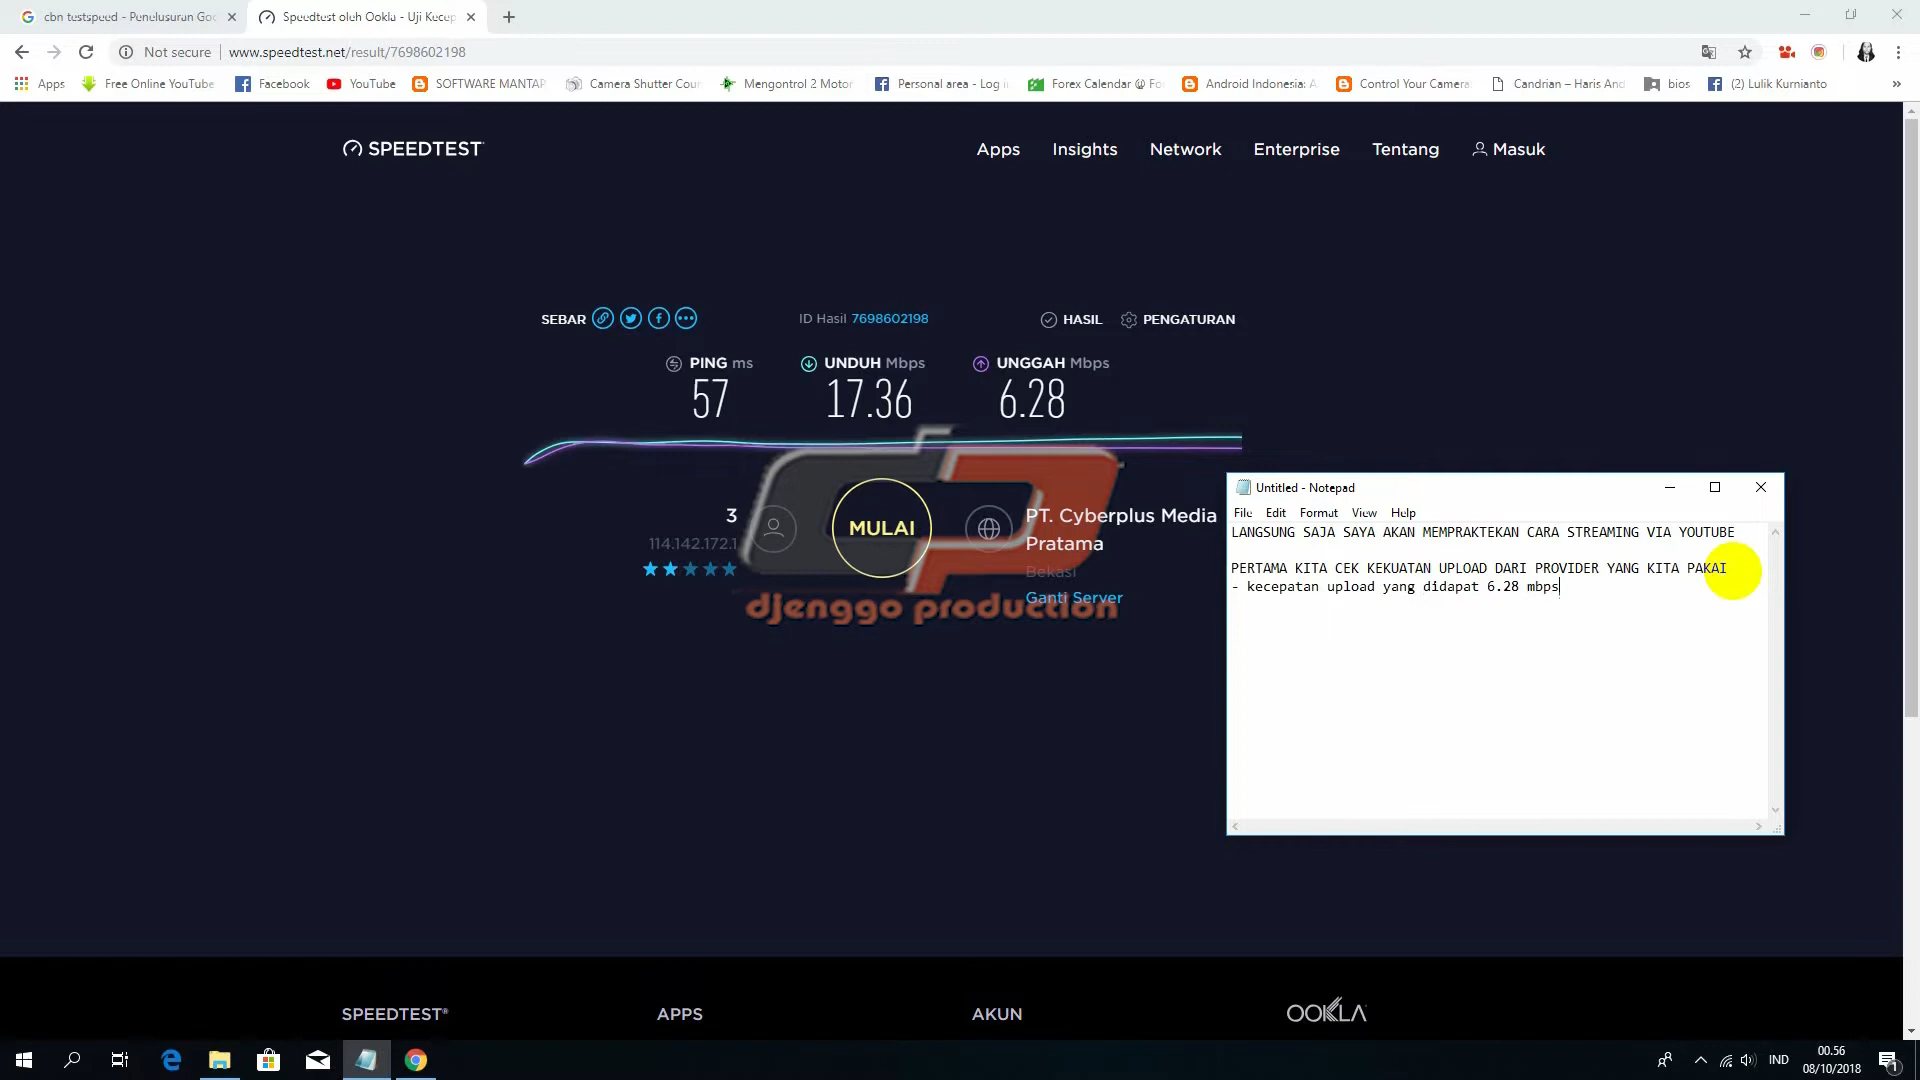 cbn testspeed - Penelusuran Goo
Speedtest oleh Ookla - Uji Kecep
Not secure
www.speedtest.net/result/7698602198
Apps
Free Online YouTube
Facebook
YouTube
SOFTWARE MANTAP
Camera Shutter Coun
Mengontrol 2 Motor
Personal area - Log i
Forex Calendar @ Fo
Android Indonesia: A
Control Your Camera
Candrian – Haris And
bios
(2) Lulik Kurnianto
»
SPEEDTEST
Apps
Insights
Network
Enterprise
Tentang
Masuk
SEBAR
ID Hasil 7698602198
HASIL
PENGATURAN
PING ms
UNDUH Mbps
UNGGAH Mbps
57
17.36
6.28
3
114.142.172.1
MULAI
PT. Cyberplus Media
Pratama
Bekasi
Ganti Server
djenggo production
Untitled - Notepad
File Edit Format View Help
LANGSUNG SAJA SAYA AKAN MEMPRAKTEKAN CARA STREAMING VIA YOUTUBE
PERTAMA KITA CEK KEKUATAN UPLOAD DARI PROVIDER YANG KITA PAKAI
- kecepatan upload yang didapat 6.28 mbps
SPEEDTEST®
APPS
AKUN
OOKLA
IND
00.56
08/10/2018
1